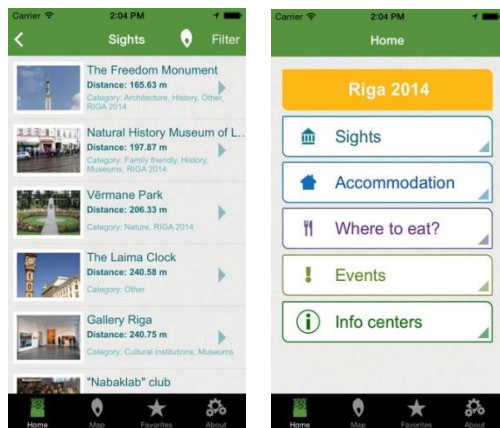 Carrier 2:04 PM
Sights Filter
The Freedom Monument
Distance: 165.63 m
Category: Architecture, History, Other,
RIGA 2014
Natural History Museum of L...
Distance: 197.87 m
Category: Family friendly, History,
Museums, RIGA 2014
Vērmane Park
Distance: 206.33 m
Category: Nature, RIGA 2014
The Laima Clock
Distance: 240.58 m
Category: Other
Gallery Riga
Distance: 240.75 m
Category: Cultural institutions, Museums
"Nabaklab" club
Home Map Favorites About
Carrier 2:04 PM
Home
Riga 2014
Sights
Accommodation
Where to eat?
Events
Info centers
Home Map Favorites About